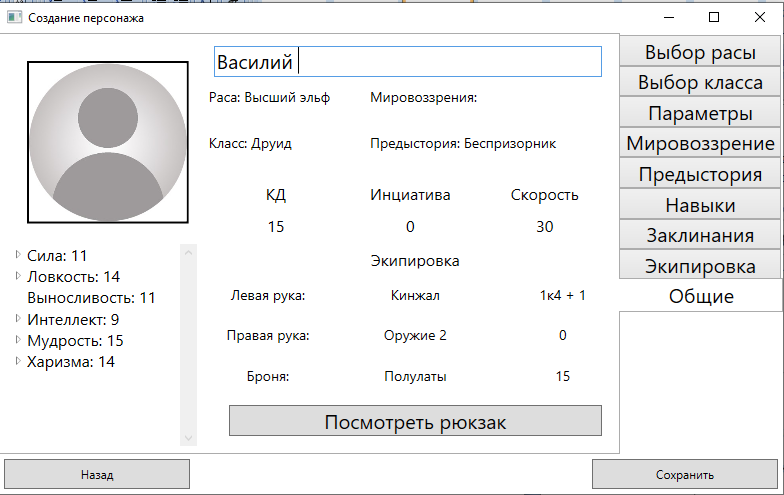 Создание персонажа
Василий
Раса: Высший эльф
Мировоззрения:
Класс: Друид
Предыстория: Беспризорник
КД
Инциатива
Скорость
15
0
30
Экипировка
Левая рука:
Кинжал
1к4 + 1
Правая рука:
Оружие 2
0
Броня:
Полулаты
15
Посмотреть рюкзак
Сила: 11
Ловкость: 14
Выносливость: 11
Интеллект: 9
Мудрость: 15
Харизма: 14
Выбор расы
Выбор класса
Параметры
Мировоззрение
Предыстория
Навыки
Заклинания
Экипировка
Общие
Назад
Сохранить